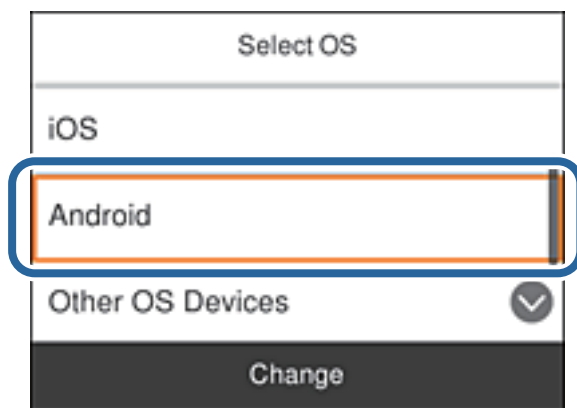 Select OS
iOS
Android
Other OS Devices
Change